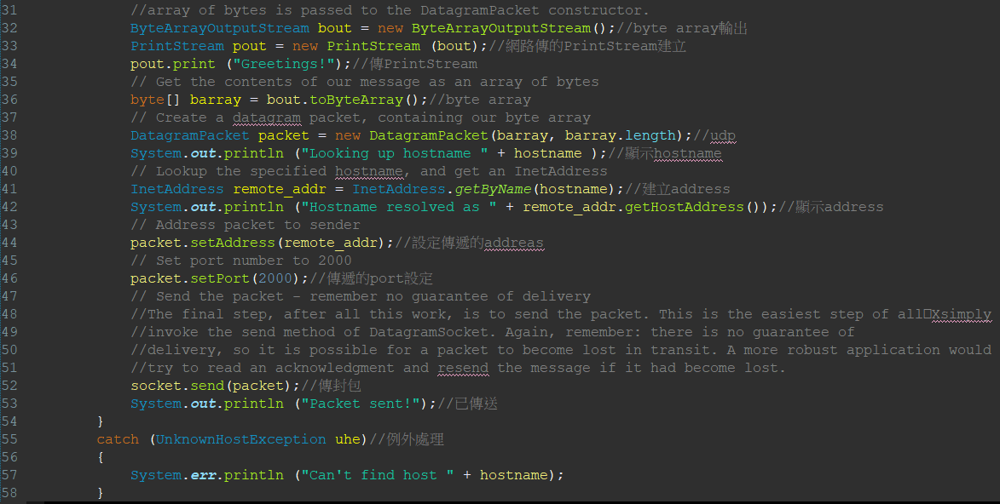 31 //array of bytes is passed to the DatagramPacket constructor.
32 ByteArrayOutputStream bout = new ByteArrayOutputStream();//byte array輸出
33 PrintStream pout = new PrintStream (bout);//網路傳的PrintStream建立
34 pout.print ("Greetings!");//傳PrintStream
35 // Get the contents of our message as an array of bytes
36 byte[] barray = bout.toByteArray();//byte array
37 // Create a datagram packet, containing our byte array
38 DatagramPacket packet = new DatagramPacket(barray, barray.length);//udp
39 System.out.println ("Looking up hostname " + hostname );//顯示hostname
40 // Lookup the specified hostname, and get an InetAddress
41 InetAddress remote_addr = InetAddress.getByName(hostname);//建立address
42 System.out.println ("Hostname resolved as " + remote_addr.getHostAddress());//顯示address
43 // Address packet to sender
44 packet.setAddress(remote_addr);//設定傳遞的addreas
45 // Set port number to 2000
46 packet.setPort(2000);//傳遞的port設定
47 // Send the packet - remember no guarantee of delivery
48 //The final step, after all this work, is to send the packet. This is the easiest step of all□Xsimply
49 //invoke the send method of DatagramSocket. Again, remember: there is no guarantee of
50 //delivery, so it is possible for a packet to become lost in transit. A more robust application would
51 //try to read an acknowledgment and resend the message if it had become lost.
52 socket.send(packet);//傳封包
53 System.out.println ("Packet sent!");//已傳送
54 }
55 catch (UnknownHostException uhe)//例外處理
56 {
57 System.err.println ("Can't find host " + hostname);
58 }